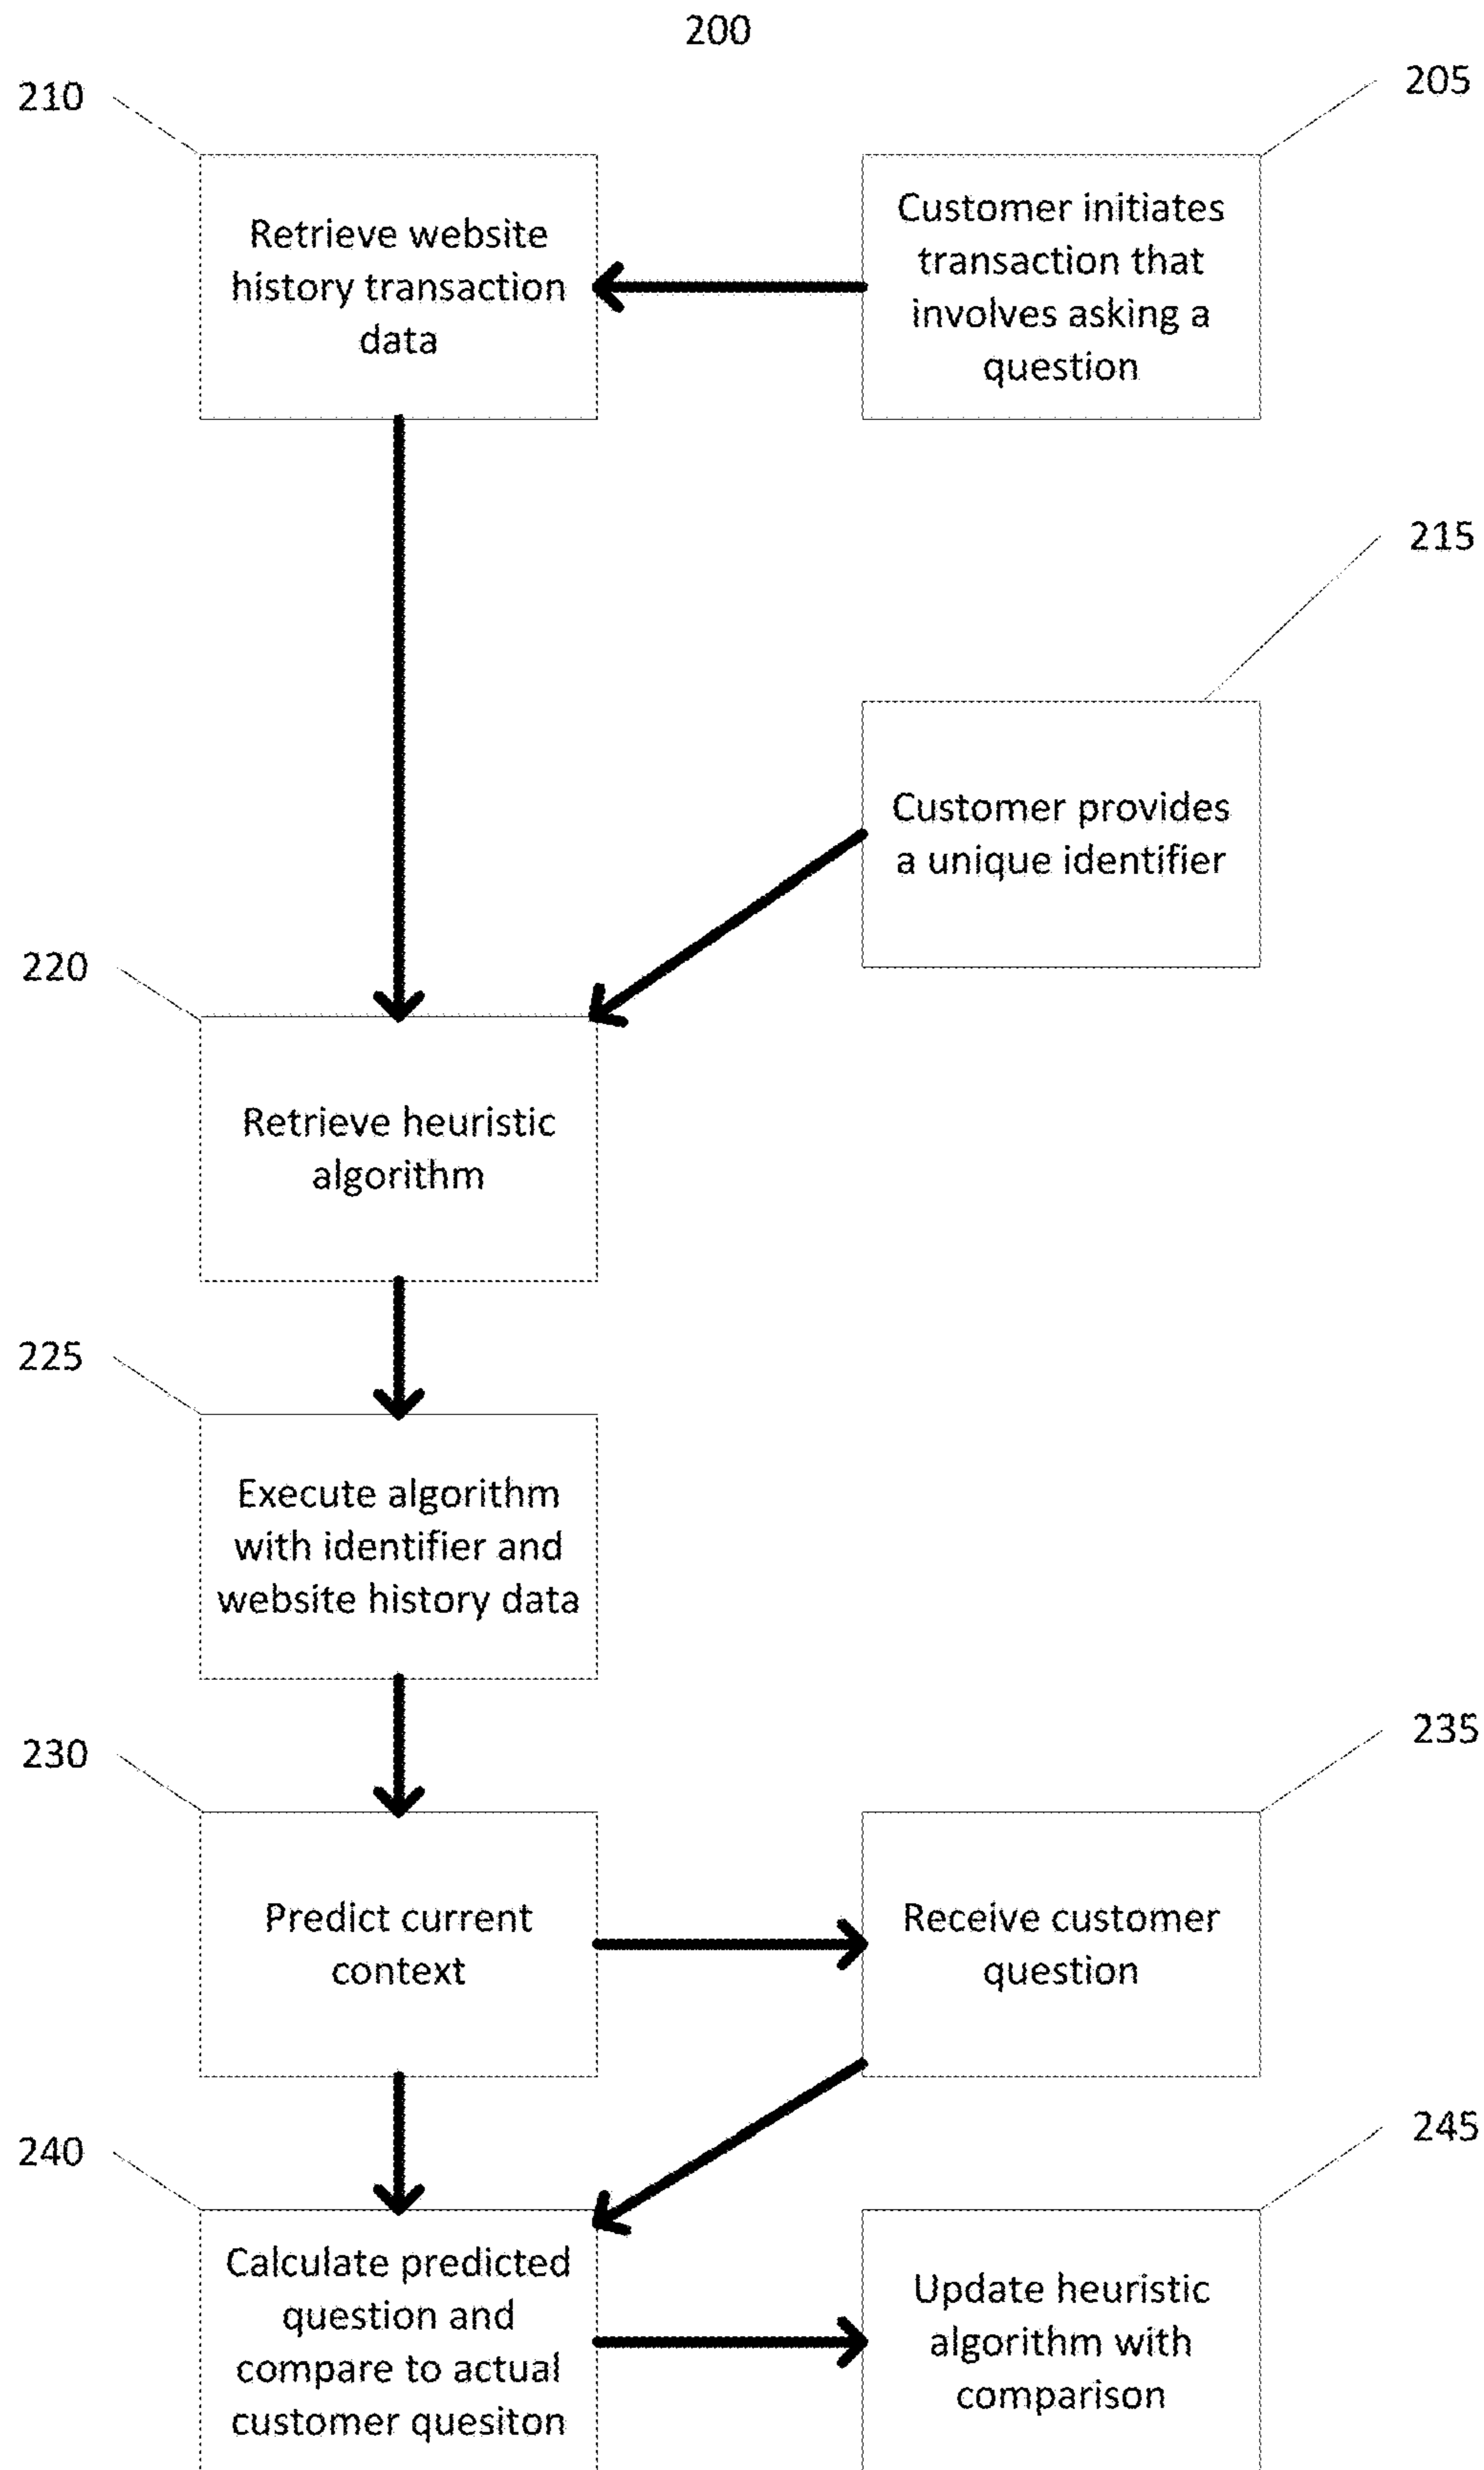 200
210
205
Retrieve website
history transaction
data
Customer initiates
transaction that
involves asking a
question
215
Customer provides
a unique identifier
220
Retrieve heuristic
algorithm
225
Execute algorithm
with identifier and
website history data
230
235
Predict current
context
Receive customer
question
240
245
Calculate predicted
question and
compare to actual
customer quesiton
Update heuristic
algorithm with
comparison